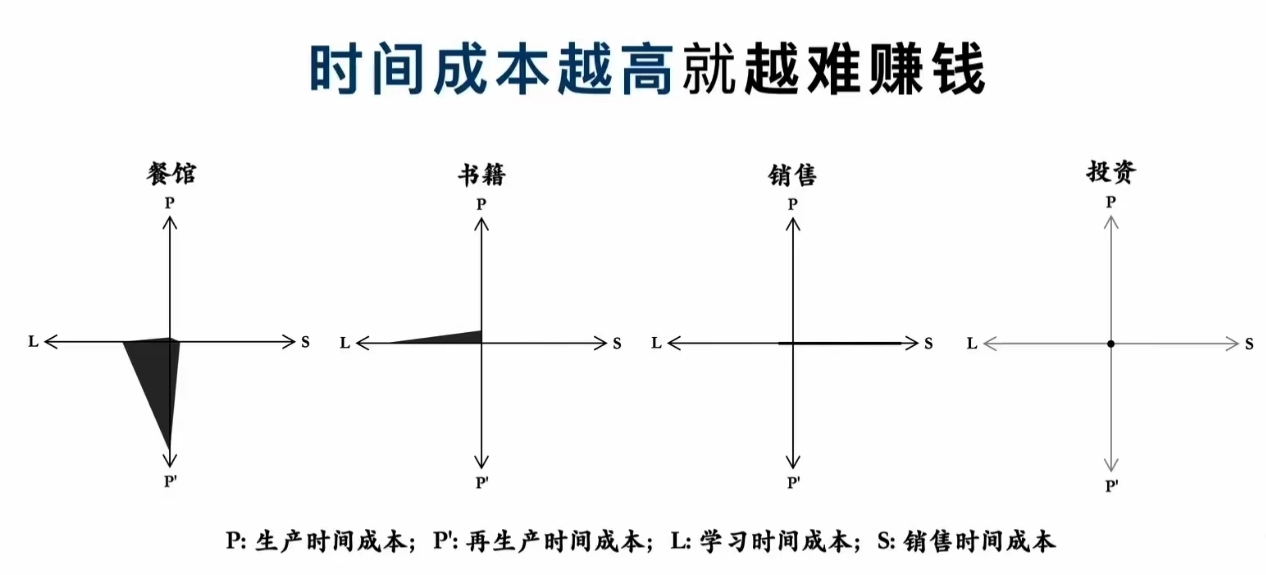 时间成本越高就越难赚钱
餐馆 书籍 销售 投资
P P P P
L S L S L S L S
P' P' P' P'
P: 生产时间成本; P': 再生产时间成本; L: 学习时间成本; S: 销售时间成本